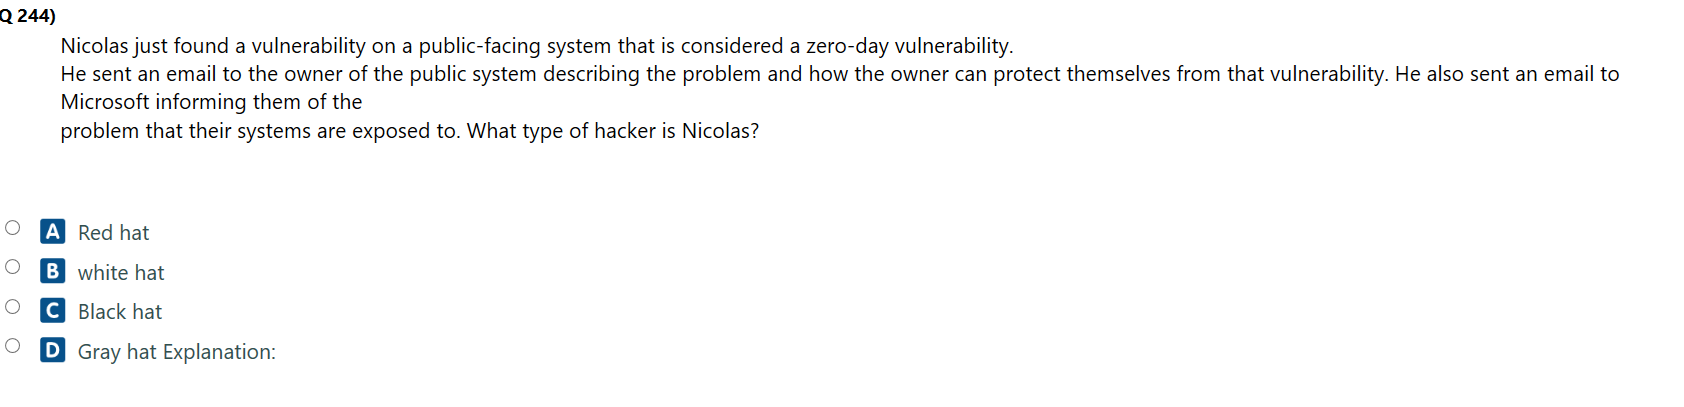 Q 244)
Nicolas just found a vulnerability on a public-facing system that is considered a zero-day vulnerability.
He sent an email to the owner of the public system describing the problem and how the owner can protect themselves from that vulnerability. He also sent an email to
Microsoft informing them of the
problem that their systems are exposed to. What type of hacker is Nicolas?
A Red hat
B white hat
C Black hat
D Gray hat Explanation: